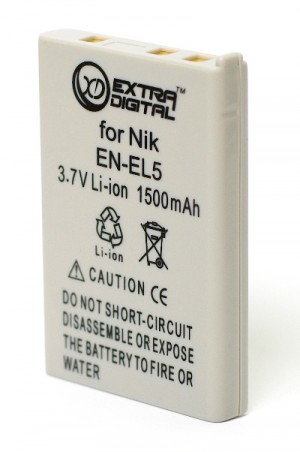 XD EXTRA
DIGITAL
for Nik
EN-EL5
3.7V Li-ion 1500mAh
Li-ion
CAUTION CE
DO NOT SHORT-CIRCUIT
DISASSEMBLE OR EXPOSE
THE BATTERY TO FIRE OR
WATER